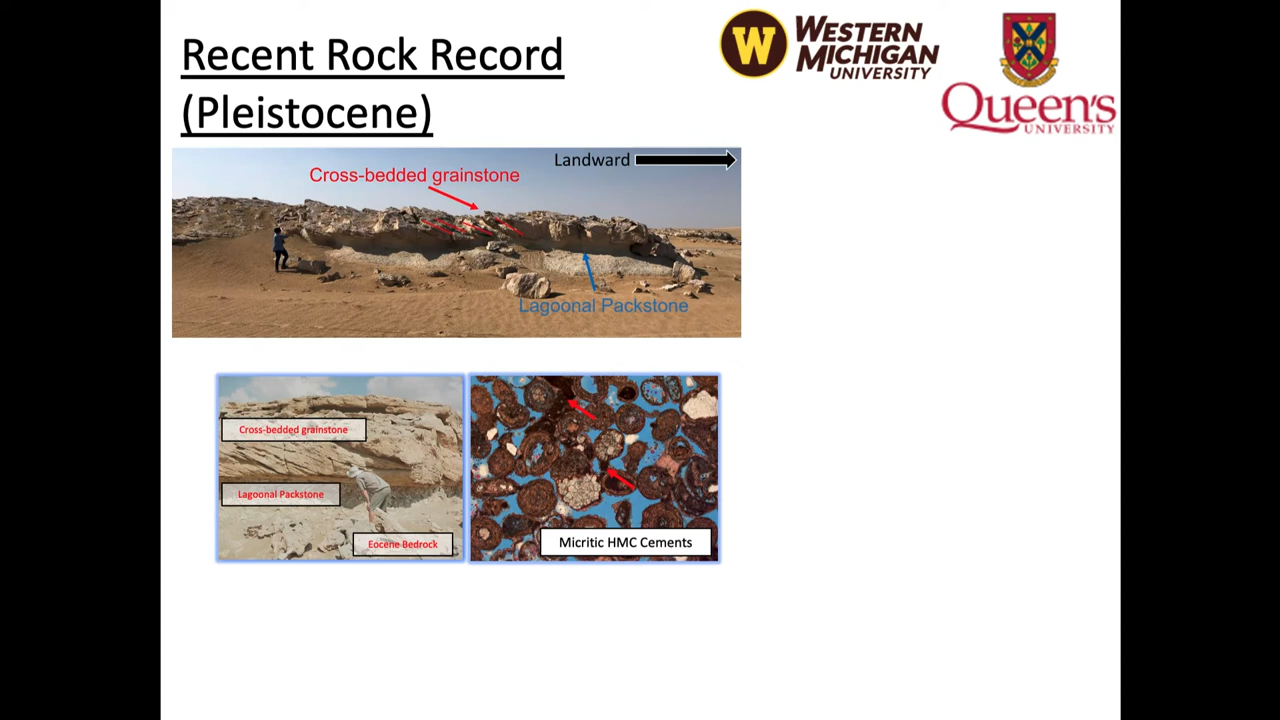 Recent Rock Record
(Pleistocene)
W
WESTERN
MICHIGAN
UNIVERSITY
Queen's
UNIVERSITY
Landward
Cross-bedded grainstone
Lagoonal Packstone
Cross-bedded grainstone
Lagoonal Packstone
Eocene Bedrock
Micritic HMC Cements